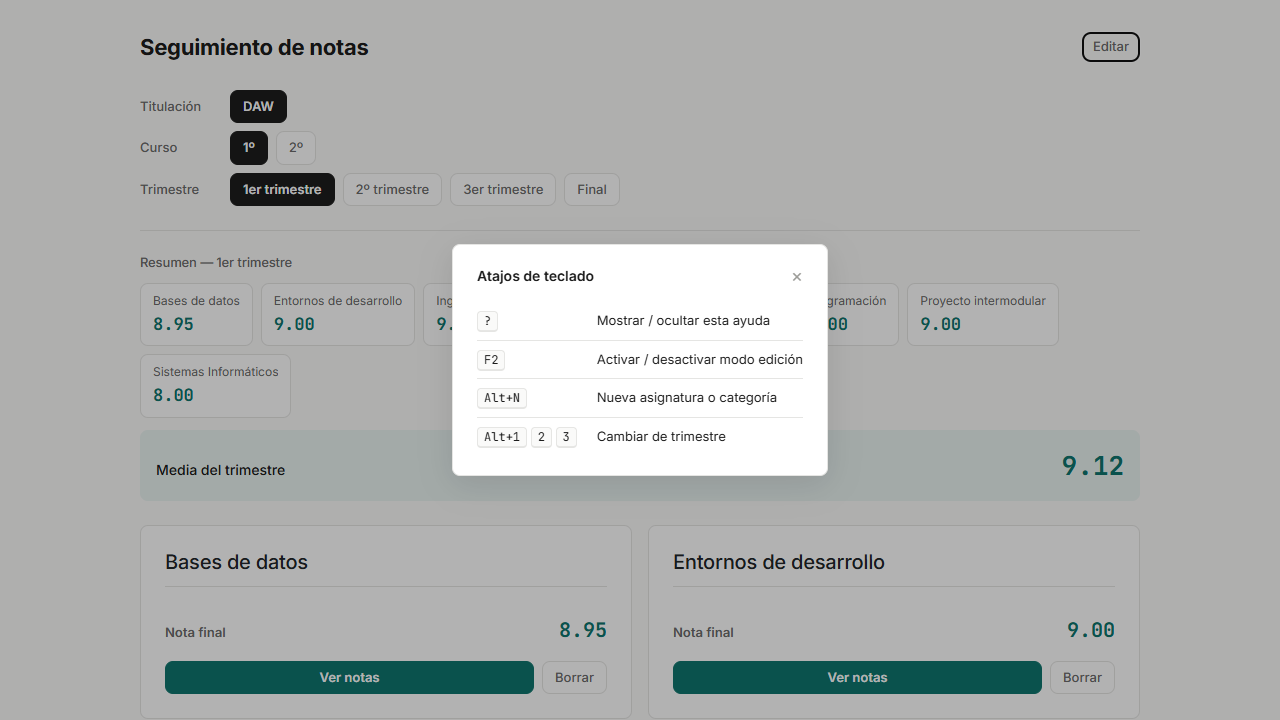 Seguimiento de notas
Editar
Titulación
DAW
Curso
1º
2º
Trimestre
1er trimestre
2º trimestre
3er trimestre
Final
Resumen — 1er trimestre
Bases de datos
8.95
Entornos de desarrollo
9.00
Proyecto intermodular
9.00
Sistemas Informáticos
8.00
Media del trimestre
9.12
Atajos de teclado
×
?
Mostrar / ocultar esta ayuda
F2
Activar / desactivar modo edición
Alt+N
Nueva asignatura o categoría
Alt+1 2 3
Cambiar de trimestre
Bases de datos
Nota final
8.95
Ver notas
Borrar
Entornos de desarrollo
Nota final
9.00
Ver notas
Borrar